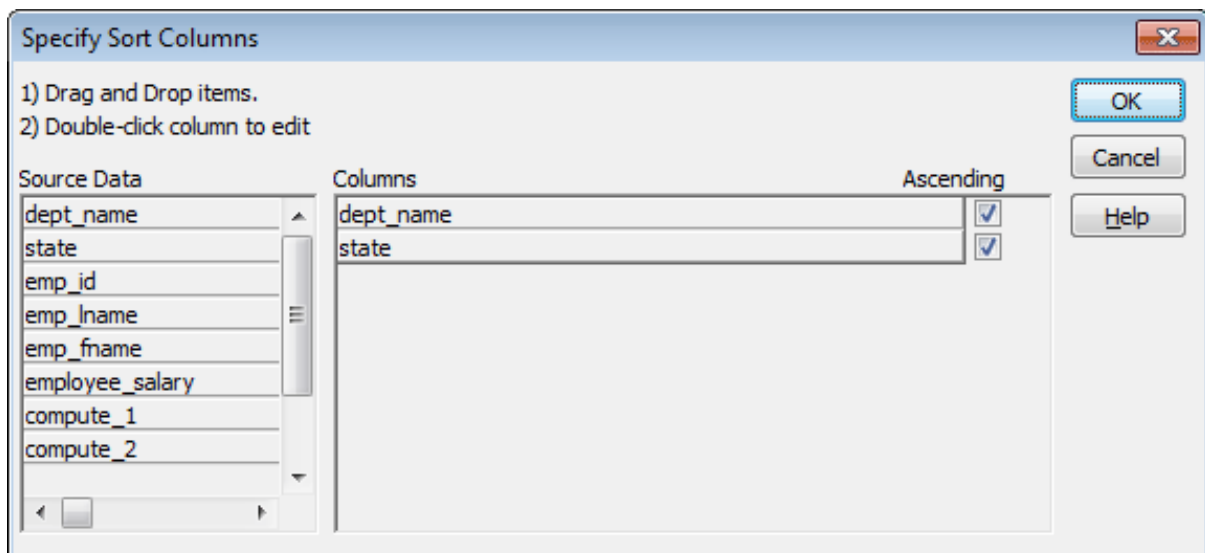 Specify Sort Columns
1) Drag and Drop items.
2) Double-click column to edit
OK
Cancel
Help
Source Data
dept_name
state
emp_id
emp_lname
emp_fname
employee_salary
compute_1
compute_2
Columns Ascending
dept_name
state